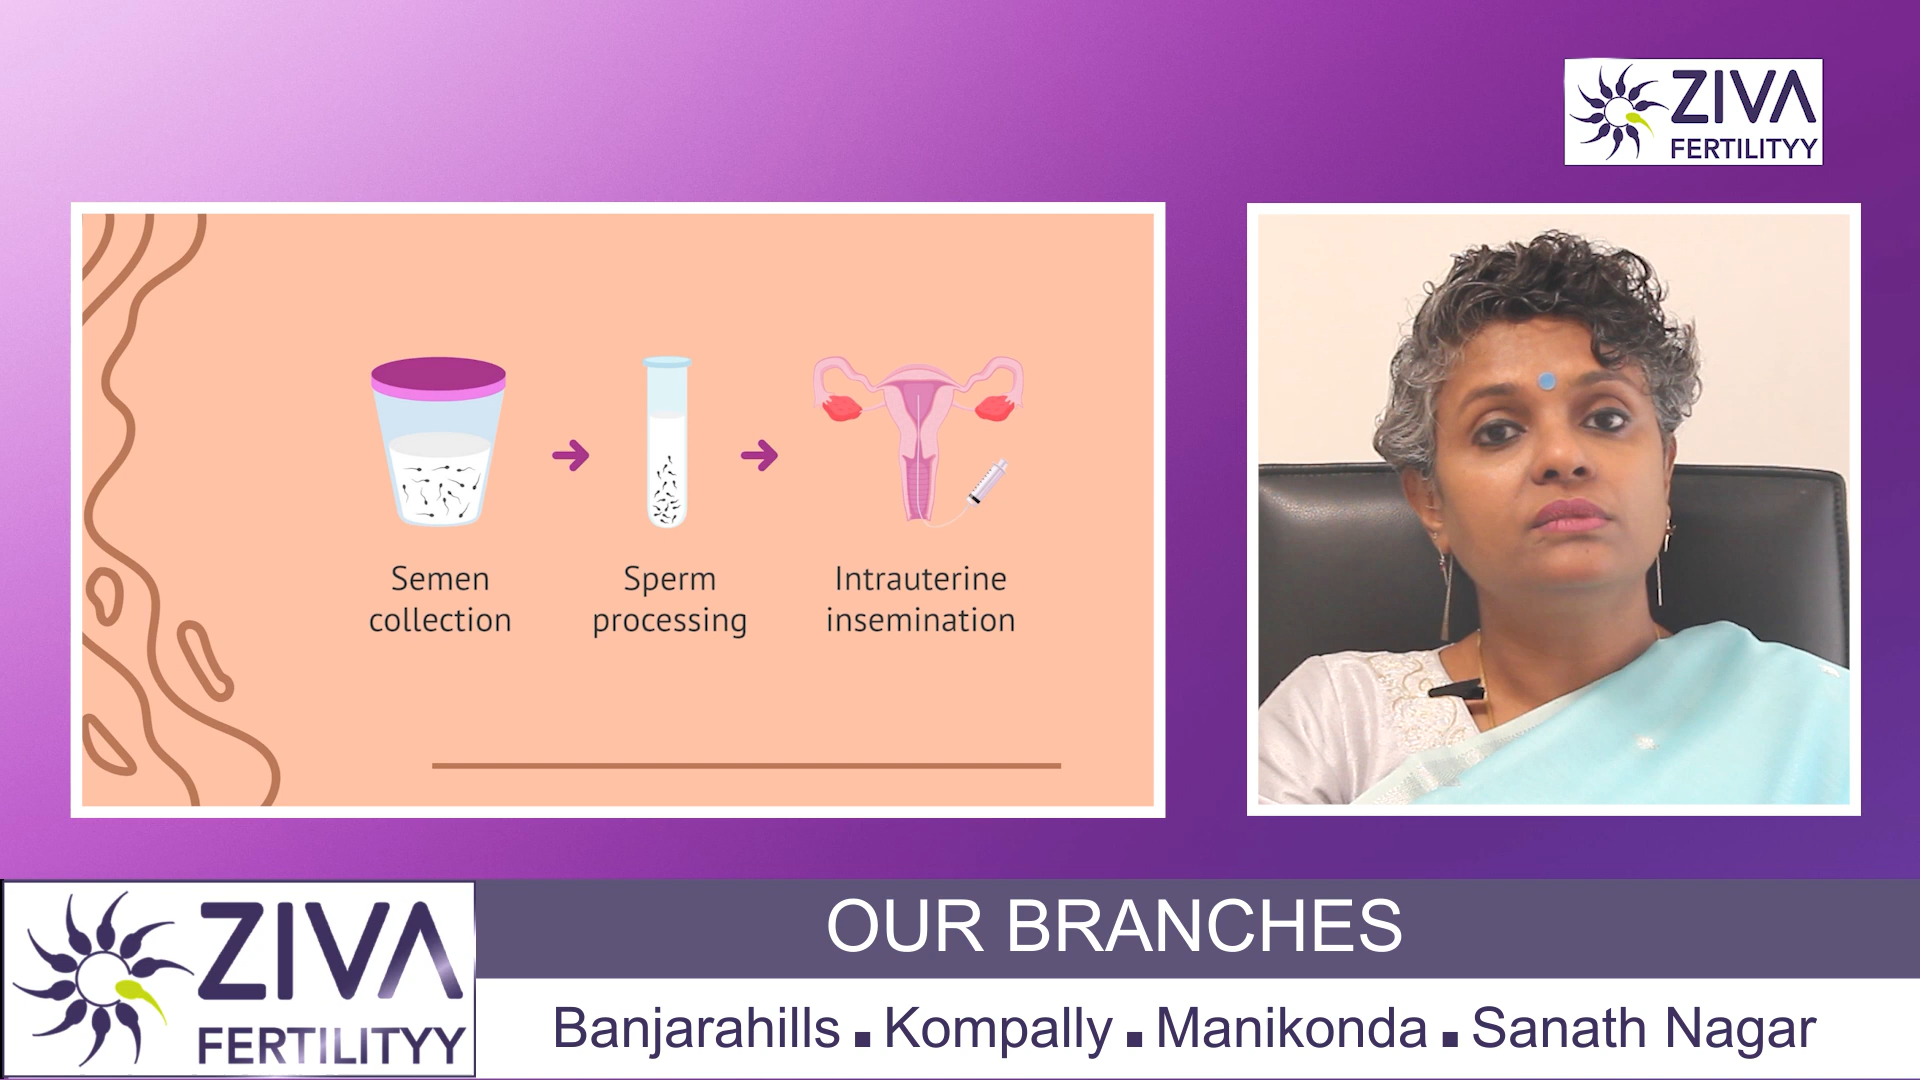 ZIVA
FERTILITYY
Semen
collection
Sperm
processing
Intrauterine
insemination
ZIVA
FERTILITYY
OUR BRANCHES
Banjarahills ■ Kompally ■ Manikonda ■ Sanath Nagar